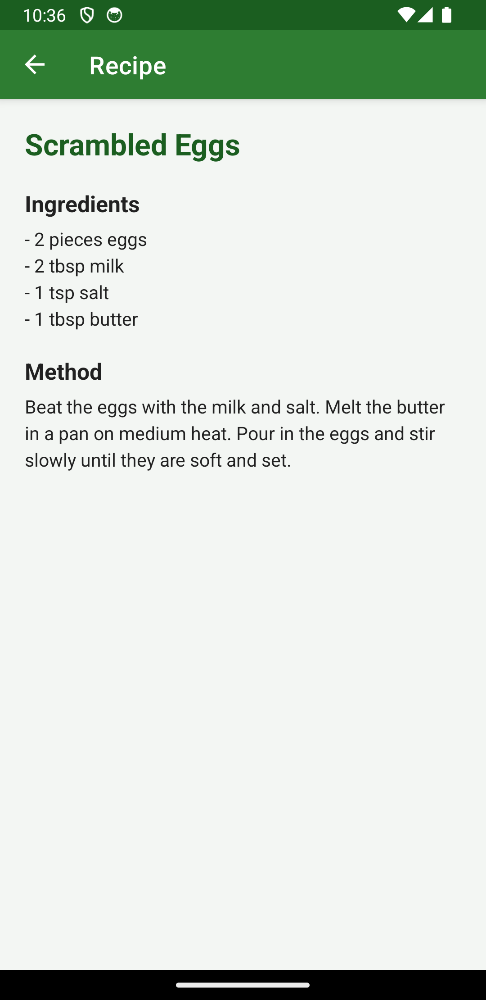 10:36
Recipe
Scrambled Eggs
Ingredients
- 2 pieces eggs
- 2 tbsp milk
- 1 tsp salt
- 1 tbsp butter
Method
Beat the eggs with the milk and salt. Melt the butter
in a pan on medium heat. Pour in the eggs and stir
slowly until they are soft and set.